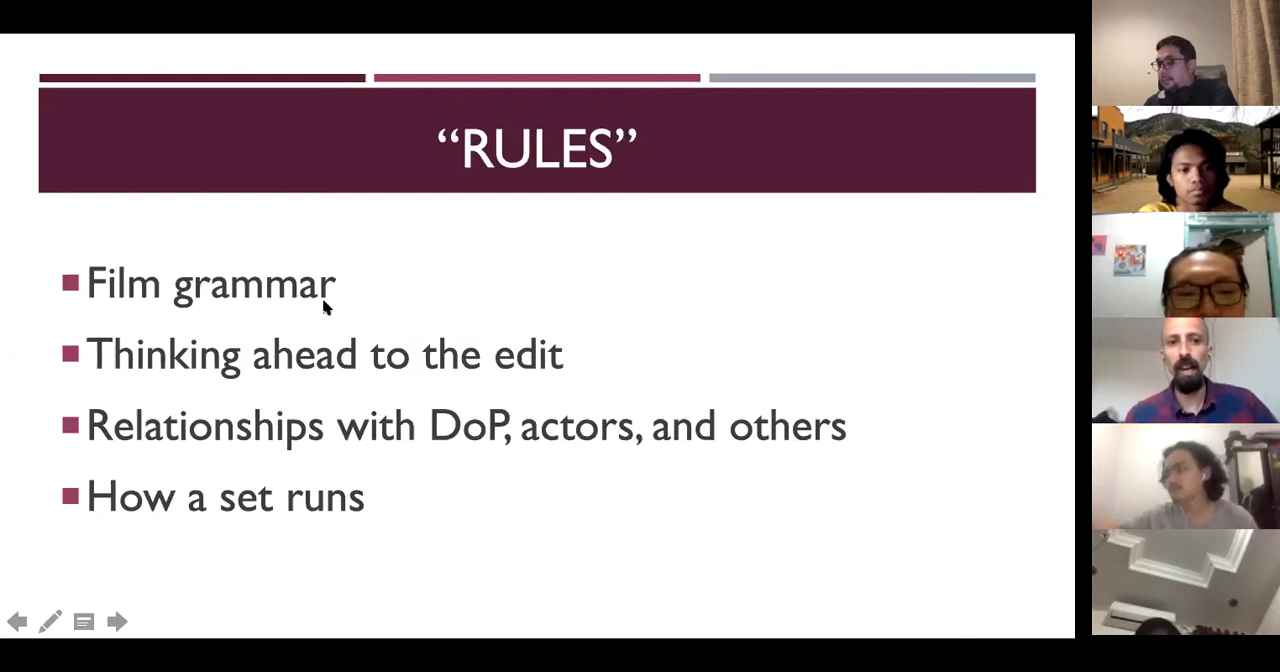 “RULES”
Film grammar
Thinking ahead to the edit
Relationships with DoP, actors, and others
How a set runs